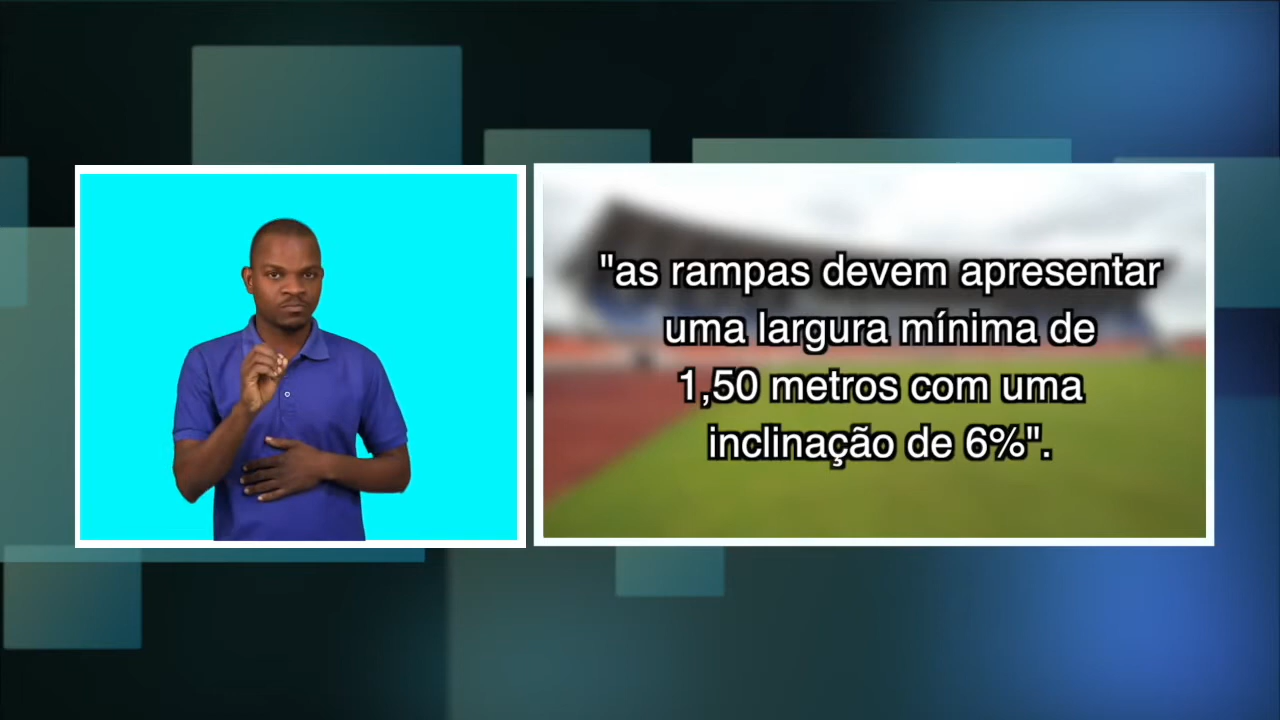 "as rampas devem apresentar
uma largura mínima de
1,50 metros com uma
inclinação de 6%".